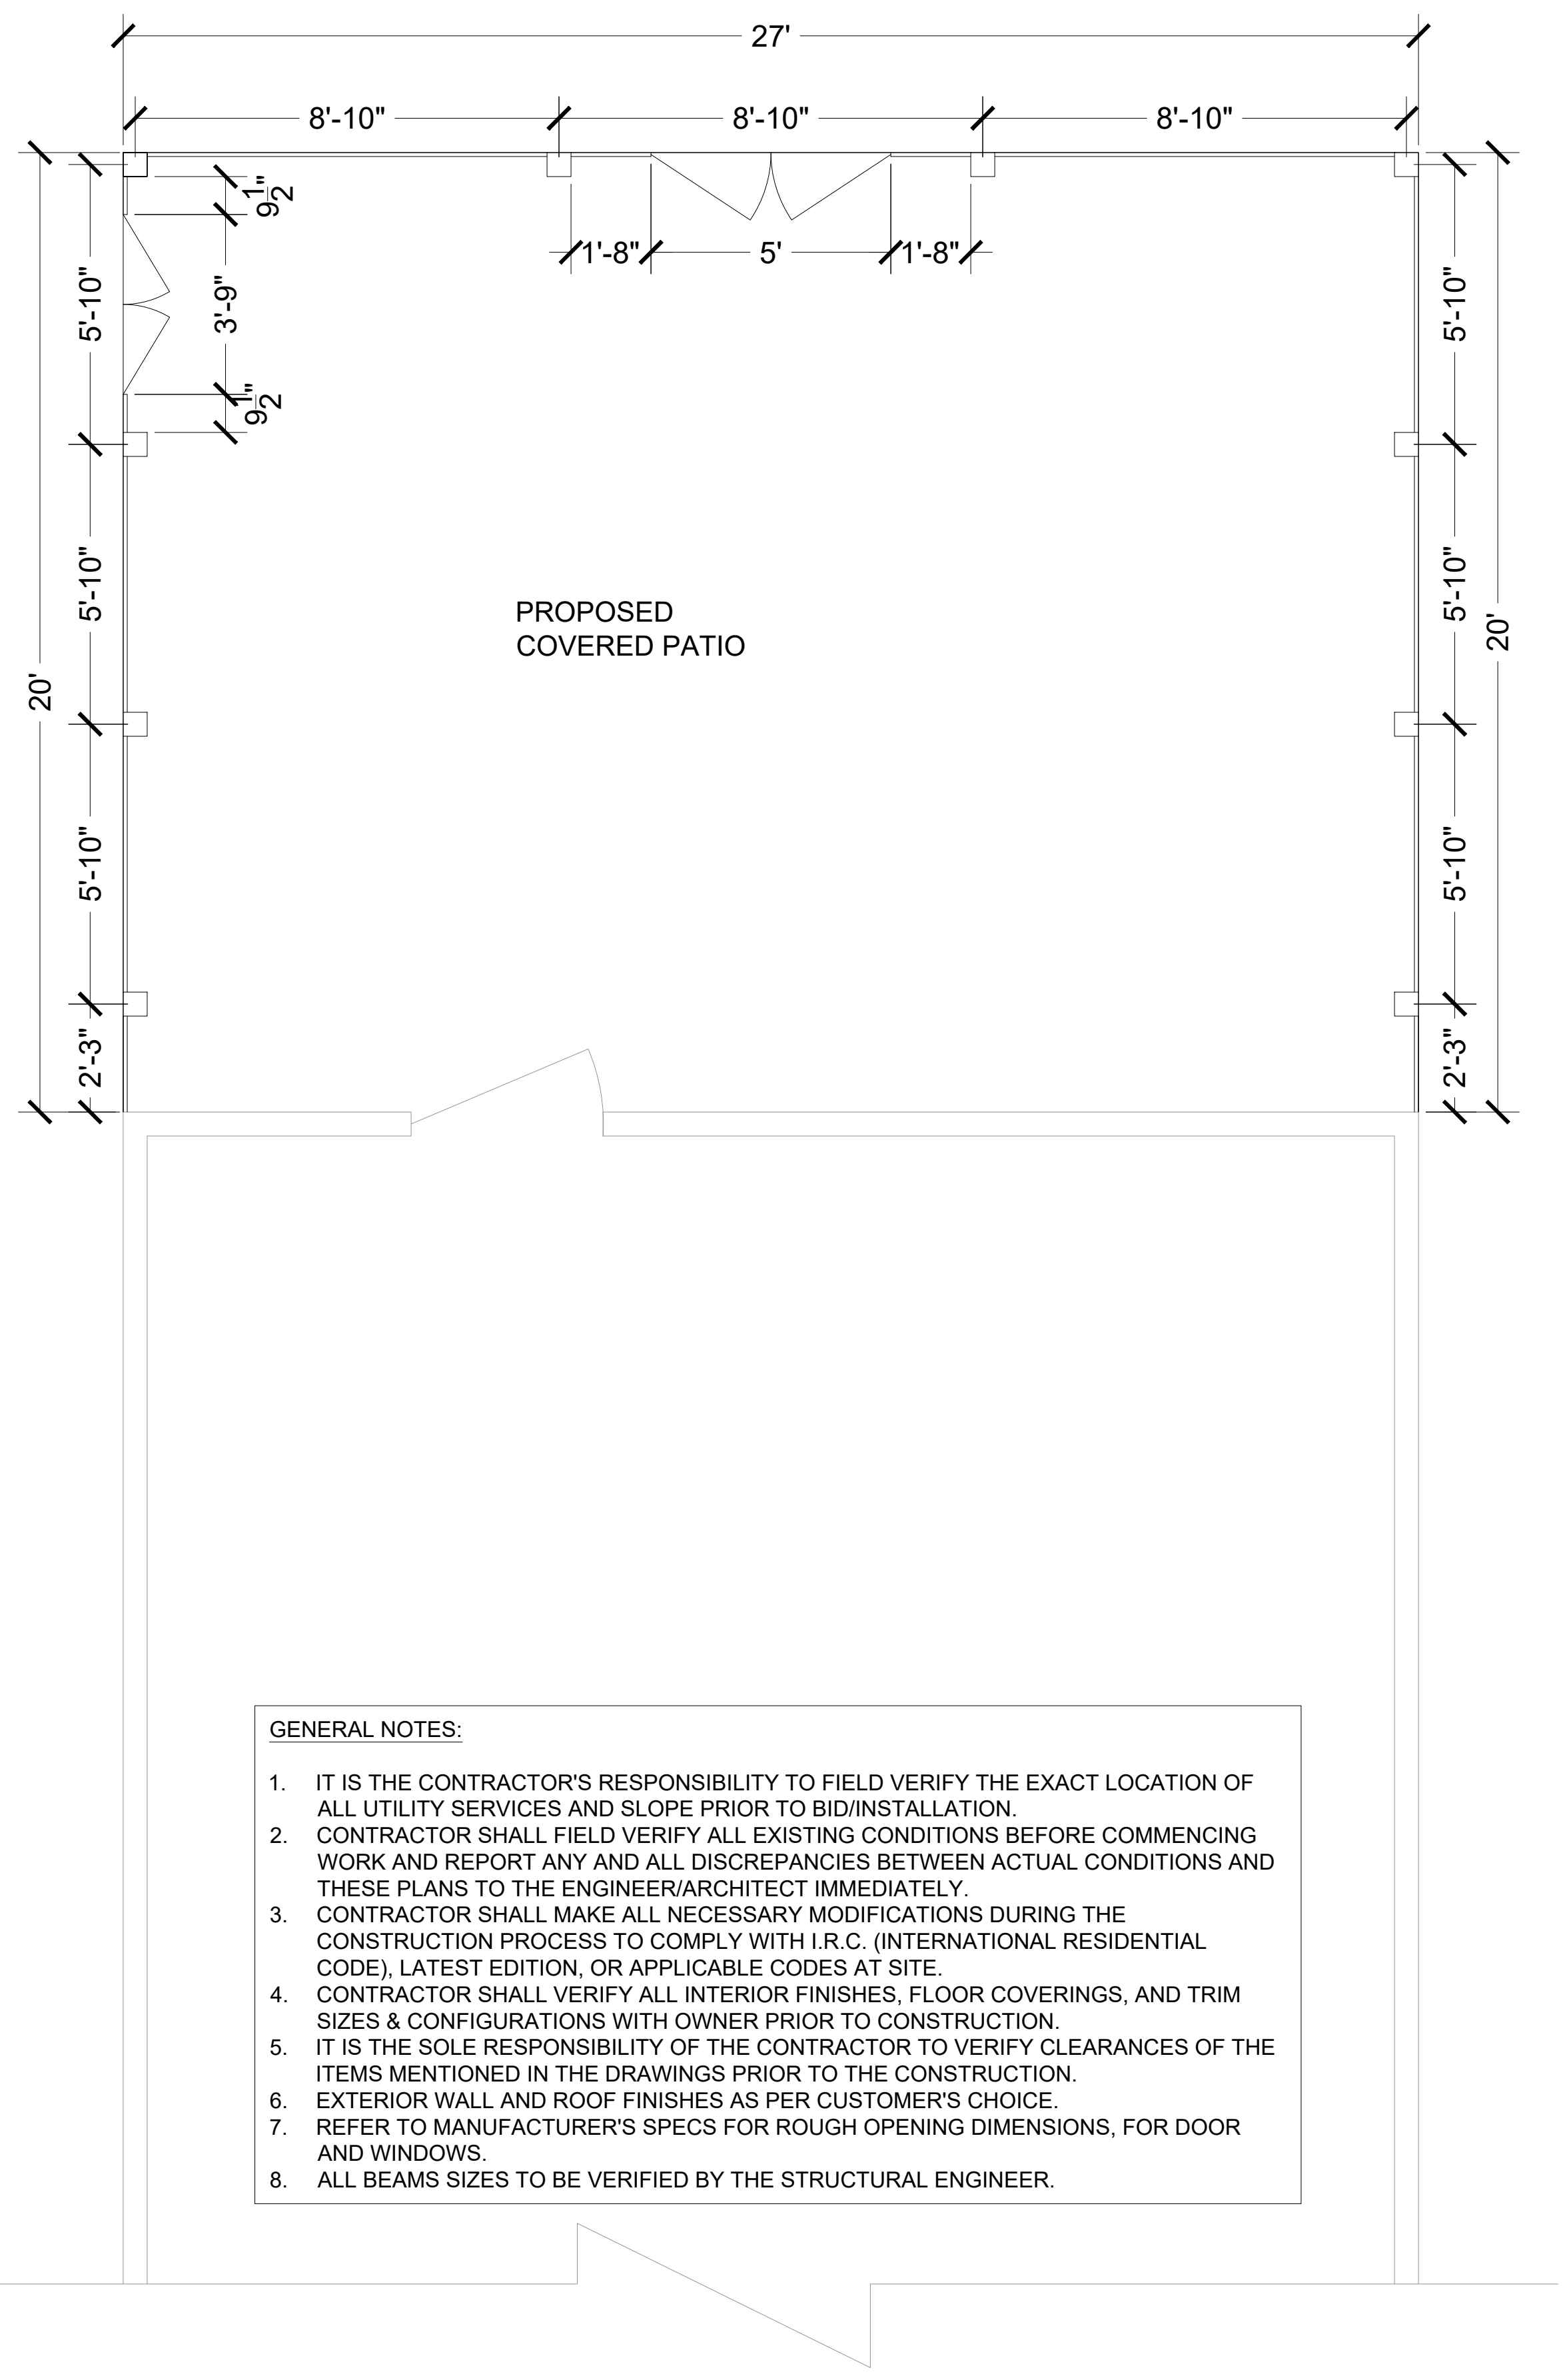 27'
8'-10"
8'-10"
8'-10"
9 1/2"
1'-8"
5'
1'-8"
5'-10"
3'-9"
5'-10"
9 1/2"
5'-10"
5'-10"
PROPOSED
COVERED PATIO
20'
20'
5'-10"
5'-10"
2'-3"
2'-3"
GENERAL NOTES:
1. IT IS THE CONTRACTOR'S RESPONSIBILITY TO FIELD VERIFY THE EXACT LOCATION OF
ALL UTILITY SERVICES AND SLOPE PRIOR TO BID/INSTALLATION.
2. CONTRACTOR SHALL FIELD VERIFY ALL EXISTING CONDITIONS BEFORE COMMENCING
WORK AND REPORT ANY AND ALL DISCREPANCIES BETWEEN ACTUAL CONDITIONS AND
THESE PLANS TO THE ENGINEER/ARCHITECT IMMEDIATELY.
3. CONTRACTOR SHALL MAKE ALL NECESSARY MODIFICATIONS DURING THE
CONSTRUCTION PROCESS TO COMPLY WITH I.R.C. (INTERNATIONAL RESIDENTIAL
CODE), LATEST EDITION, OR APPLICABLE CODES AT SITE.
4. CONTRACTOR SHALL VERIFY ALL INTERIOR FINISHES, FLOOR COVERINGS, AND TRIM
SIZES & CONFIGURATIONS WITH OWNER PRIOR TO CONSTRUCTION.
5. IT IS THE SOLE RESPONSIBILITY OF THE CONTRACTOR TO VERIFY CLEARANCES OF THE
ITEMS MENTIONED IN THE DRAWINGS PRIOR TO THE CONSTRUCTION.
6. EXTERIOR WALL AND ROOF FINISHES AS PER CUSTOMER'S CHOICE.
7. REFER TO MANUFACTURER'S SPECS FOR ROUGH OPENING DIMENSIONS, FOR DOOR
AND WINDOWS.
8. ALL BEAMS SIZES TO BE VERIFIED BY THE STRUCTURAL ENGINEER.